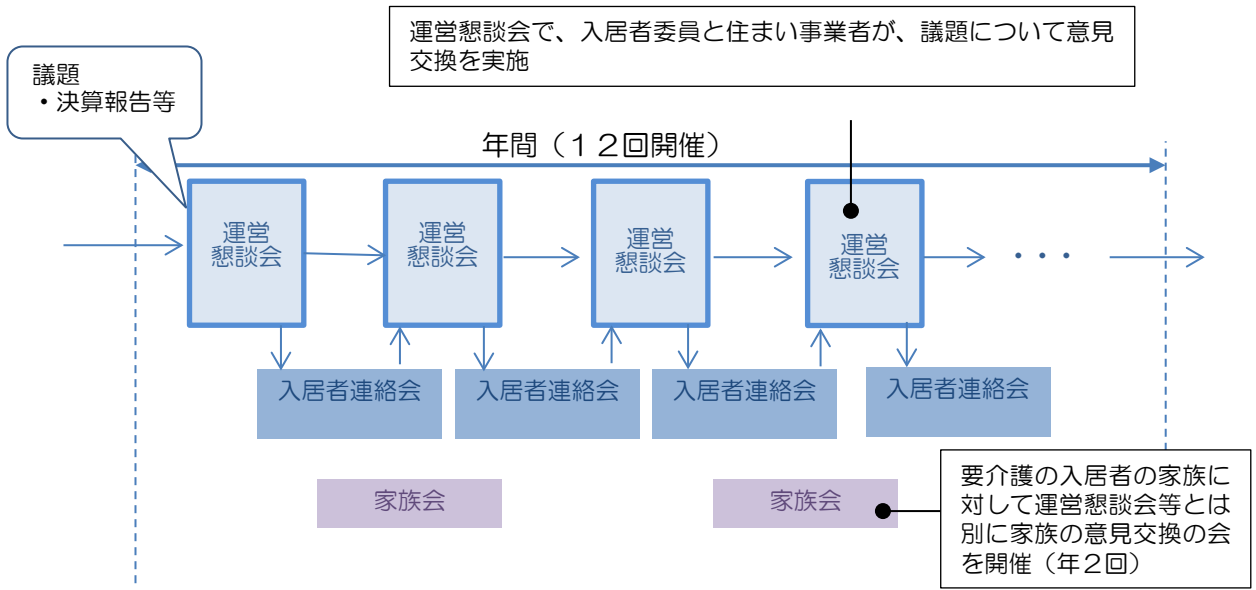 運営懇談会で、入居者委員と住まい事業者が、議題について意見
交換を実施
議題
・決算報告等
年間（１２回開催）
運営
懇談会
運営
懇談会
運営
懇談会
運営
懇談会
・・・
入居者連絡会
入居者連絡会
入居者連絡会
入居者連絡会
家族会
家族会
要介護の入居者の家族に
対して運営懇談会等とは
別に家族の意見交換の会
を開催（年２回）